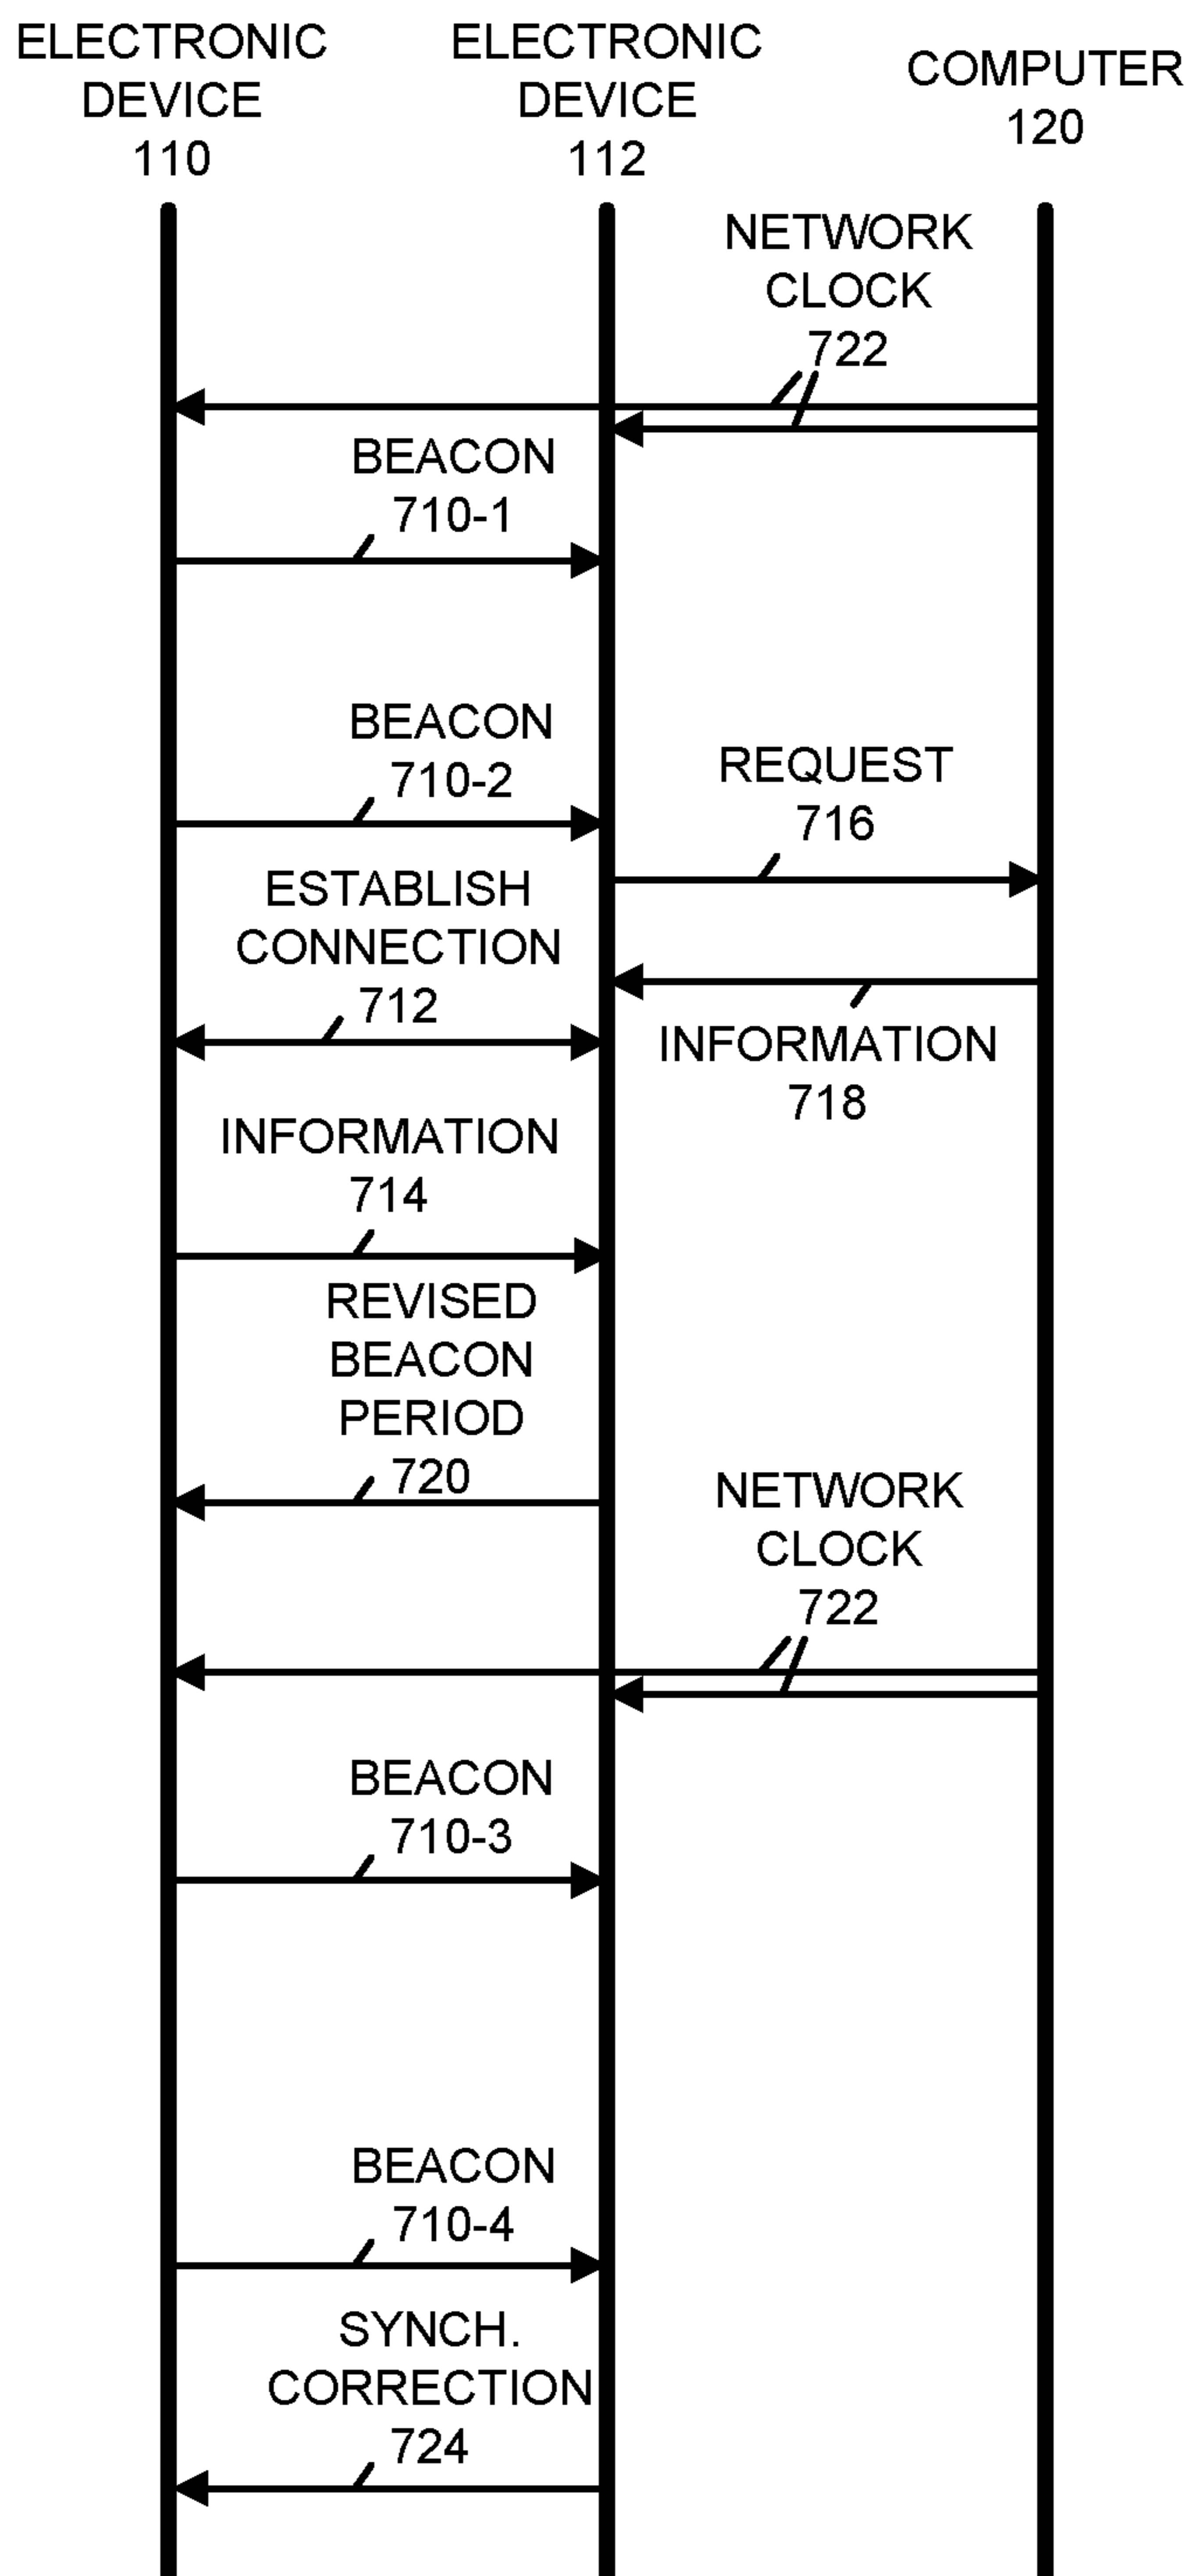 ELECTRONIC
DEVICE
110
ELECTRONIC
DEVICE
112
COMPUTER
120
NETWORK
CLOCK
722
BEACON
710-1
BEACON
710-2
REQUEST
716
ESTABLISH
CONNECTION
712
INFORMATION
718
INFORMATION
714
REVISED
BEACON
PERIOD
720
NETWORK
CLOCK
722
BEACON
710-3
BEACON
710-4
SYNCH.
CORRECTION
724